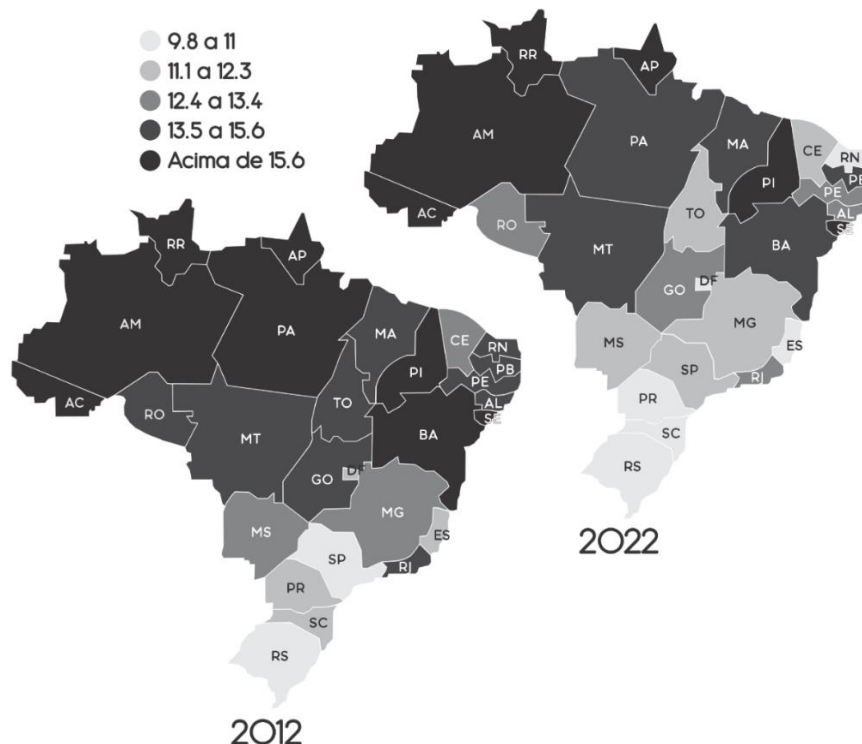 9.8 a 11
11.1 a 12.3
12.4 a 13.4
13.5 a 15.6
Acima de 15.6
RR
AP
AM
PA
MA
CE
RN
PB
PI
PE
AC
RO
TO
AL
SE
MT
BA
DF
GO
MG
MS
ES
SP
RJ
PR
SC
RS
2022
RR
AP
AM
PA
MA
CE
RN
PI
PB
PE
AC
RO
TO
AL
SE
MT
BA
DF
GO
MS
MG
ES
SP
RJ
PR
SC
RS
2012